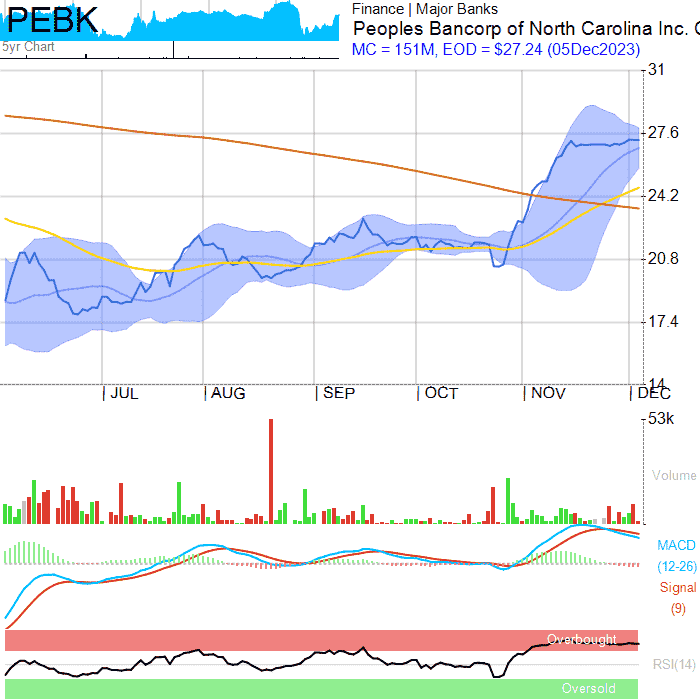 PEBK
5yr Chart
Finance | Major Banks
Peoples Bancorp of North Carolina Inc. C
MC = 151M, EOD = $27.24 (05Dec2023)
31
27.6
24.2
20.8
17.4
14
JUL
AUG
SEP
OCT
NOV
DEC
53k
Volume
MACD
(12-26)
Signal
(9)
Overbought
RSI(14)
Oversold